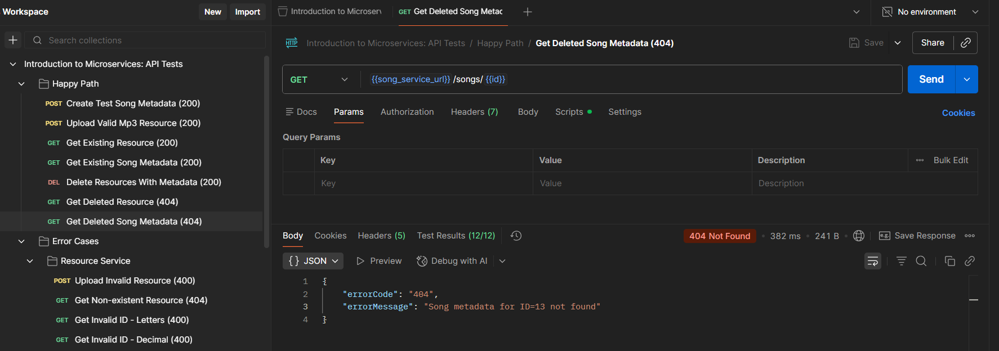 Workspace
New
Import
Search collections
Introduction to Microservices: API Tests
Happy Path
POST Create Test Song Metadata (200)
POST Upload Valid Mp3 Resource (200)
GET Get Existing Resource (200)
GET Get Existing Song Metadata (200)
DEL Delete Resources With Metadata (200)
GET Get Deleted Resource (404)
GET Get Deleted Song Metadata (404)
Error Cases
Resource Service
POST Upload Invalid Resource (400)
GET Get Non-existent Resource (404)
GET Get Invalid ID - Letters (400)
GET Get Invalid ID - Decimal (400)
Introduction to Microserv
GET Get Deleted Song Metad
No environment
HTTP Introduction to Microservices: API Tests / Happy Path / Get Deleted Song Metadata (404)
Save
Share
GET {{song_service_url}}/songs/{{id}}
Send
Docs Params Authorization Headers (7) Body Scripts Settings
Cookies
Query Params
Key Value Description Bulk Edit
Key Value Description
Body Cookies Headers (5) Test Results (12/12)
404 Not Found • 382 ms • 241 B • e.g. Save Response
{} JSON Preview Debug with AI
1 {
2 "errorCode": "404",
3 "errorMessage": "Song metadata for ID=13 not found"
4 }